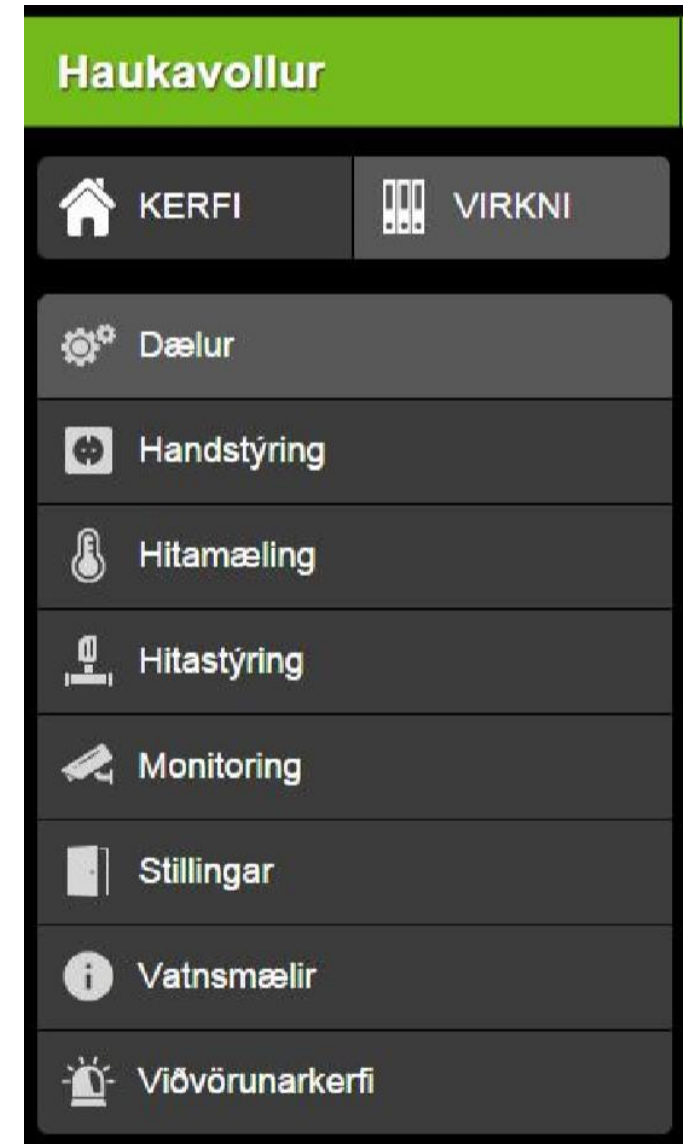 Haukavollur
KERFI
VIRKNI
Dælur
Handstýring
Hitamæling
Hitastýring
Monitoring
Stillingar
Vatnsmælir
Viðvörunarkerfi